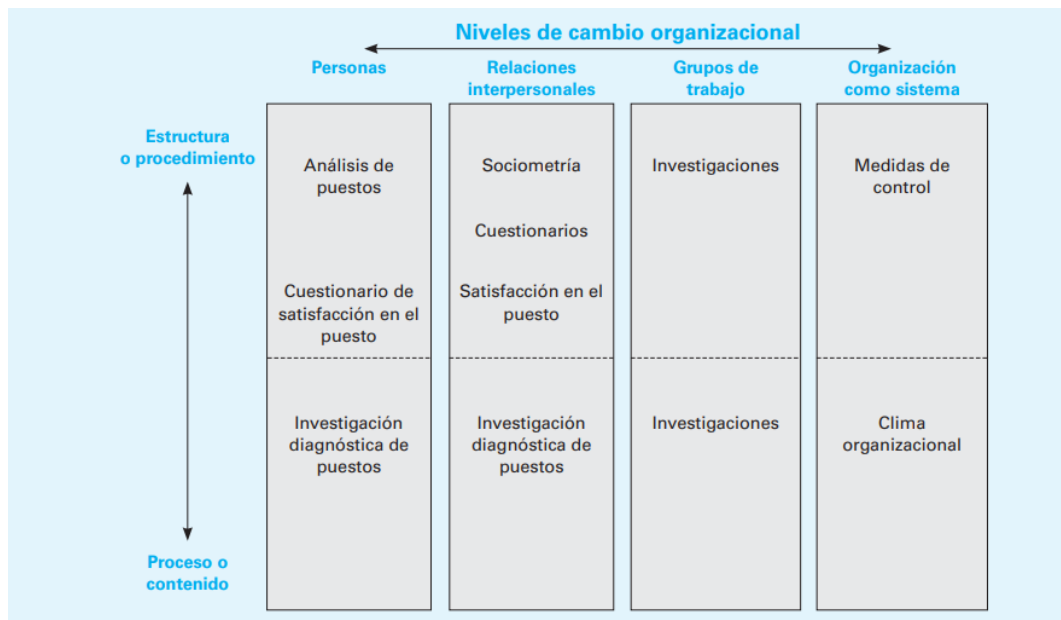 Niveles de cambio organizacional
Personas
Relaciones
interpersonales
Grupos de
trabajo
Organización
como sistema
Estructura
o procedimiento
Análisis de
puestos
Sociometría
Investigaciones
Medidas de
control
Cuestionarios
Cuestionario de
satisfacción en el
puesto
Satisfacción en el
puesto
Investigación
diagnóstica de
puestos
Investigación
diagnóstica de
puestos
Investigaciones
Clima
organizacional
Proceso o
contenido